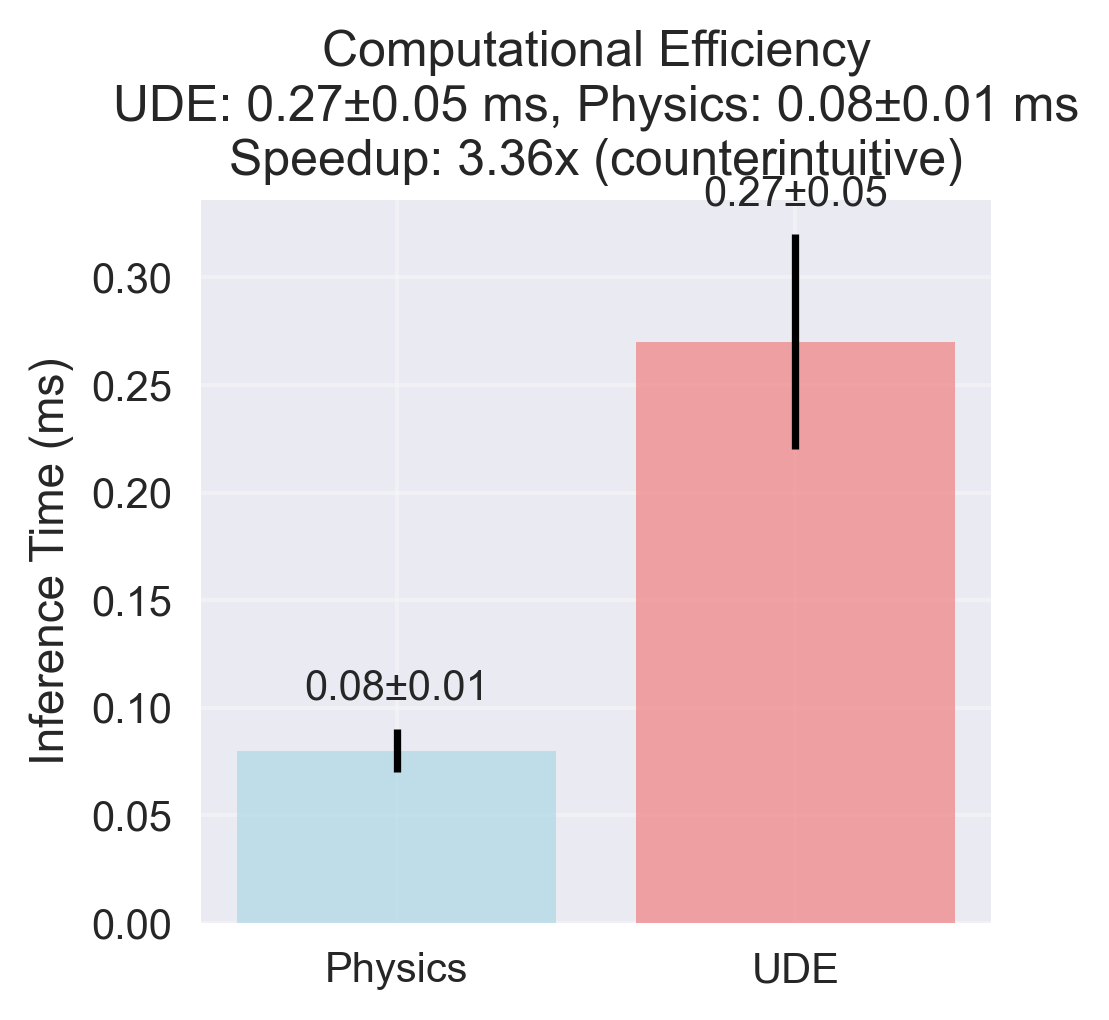 Computational Efficiency
UDE: 0.27±0.05 ms, Physics: 0.08±0.01 ms
Speedup: 3.36x (counterintuitive)
0.27±0.05
0.30
0.25
0.20
0.15
0.08±0.01
0.10
0.05
0.00
Inference Time (ms)
Physics
UDE